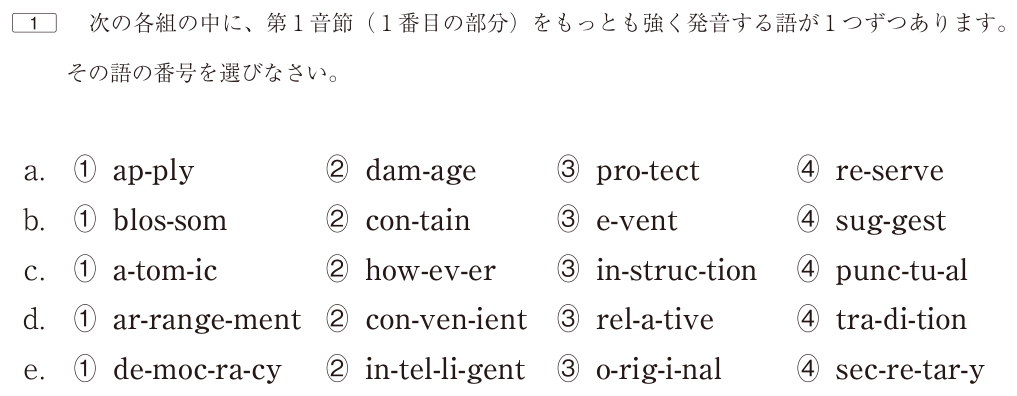 1 次の各組の中に、第1音節（1番目の部分）をもっとも強く発音する語が1つずつあります。
その語の番号を選びなさい。
a. ① ap-ply ② dam-age ③ pro-tect ④ re-serve
b. ① blos-som ② con-tain ③ e-vent ④ sug-gest
c. ① a-tom-ic ② how-ev-er ③ in-struc-tion ④ punc-tu-al
d. ① ar-range-ment ② con-ven-ient ③ rel-a-tive ④ tra-di-tion
e. ① de-moc-ra-cy ② in-tel-li-gent ③ o-rig-i-nal ④ sec-re-tar-y